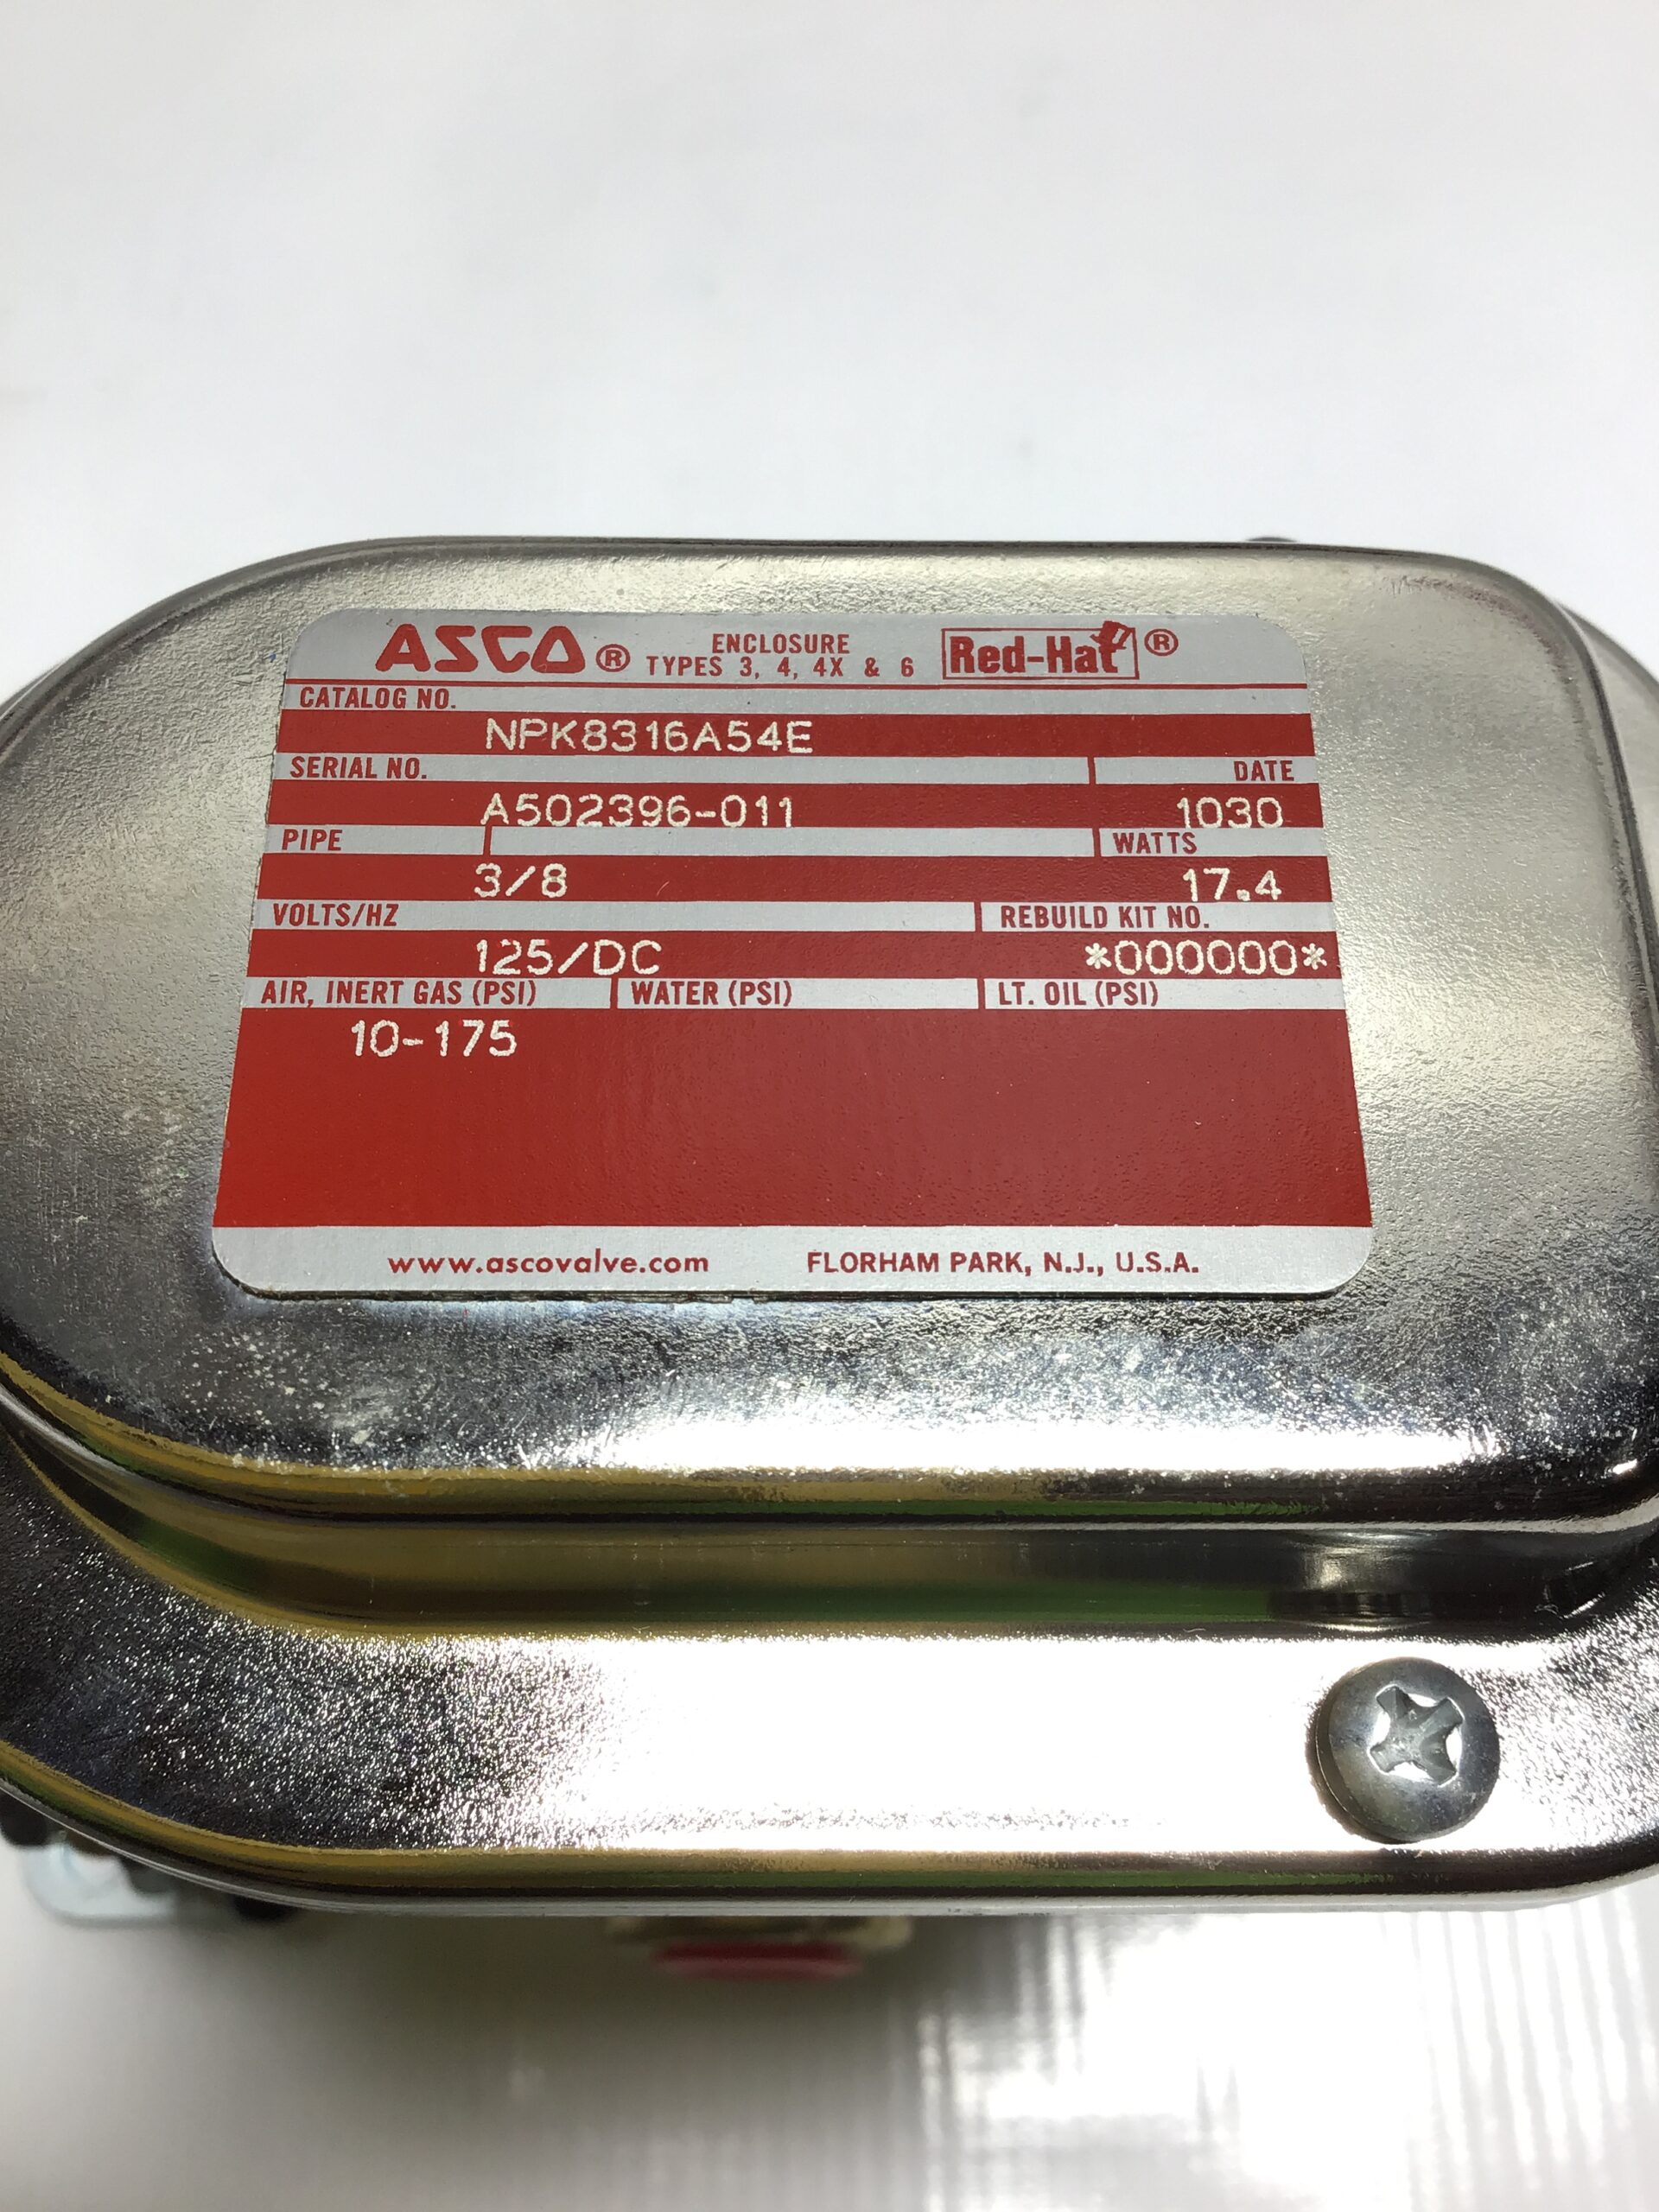 ASCO® ENCLOSURE TYPES 3, 4, 4X & 6 Red-Hat®
CATALOG NO.
NPK8316A54E
SERIAL NO. DATE
A502396-011 1030
PIPE WATTS
3/8 17.4
VOLTS/HZ REBUILD KIT NO.
125/DC *000000*
AIR, INERT GAS (PSI) WATER (PSI) LT. OIL (PSI)
10-175
www.ascovalve.com FLORHAM PARK, N.J., U.S.A.